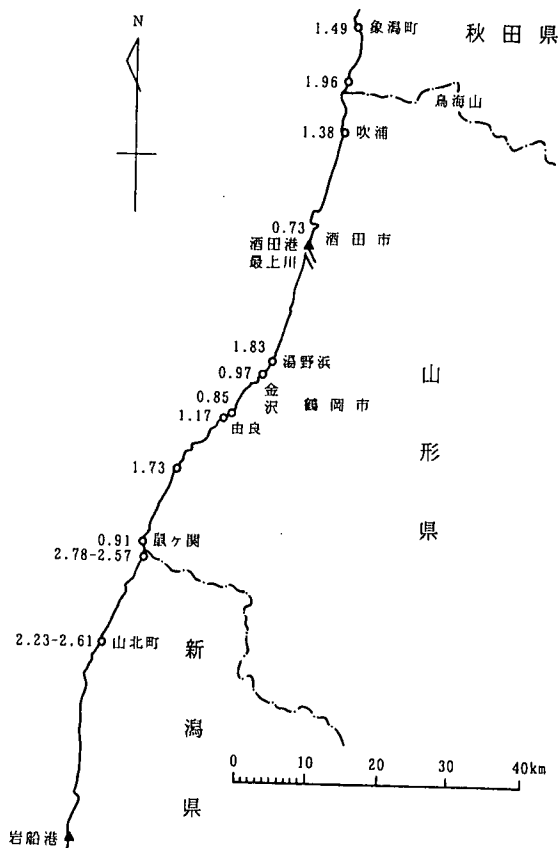 N
1.49 象潟町 秋田県
1.96
鳥海山
1.38 吹浦
0.73
酒田港 酒田市
最上川
1.83 湯野浜
0.97
金沢
0.85 鶴岡市
1.17 由良
1.73
山形県
0.91 鼠ヶ関
2.78-2.57
2.23-2.61 山北町
新潟県
0 10 20 30 40km
岩船港